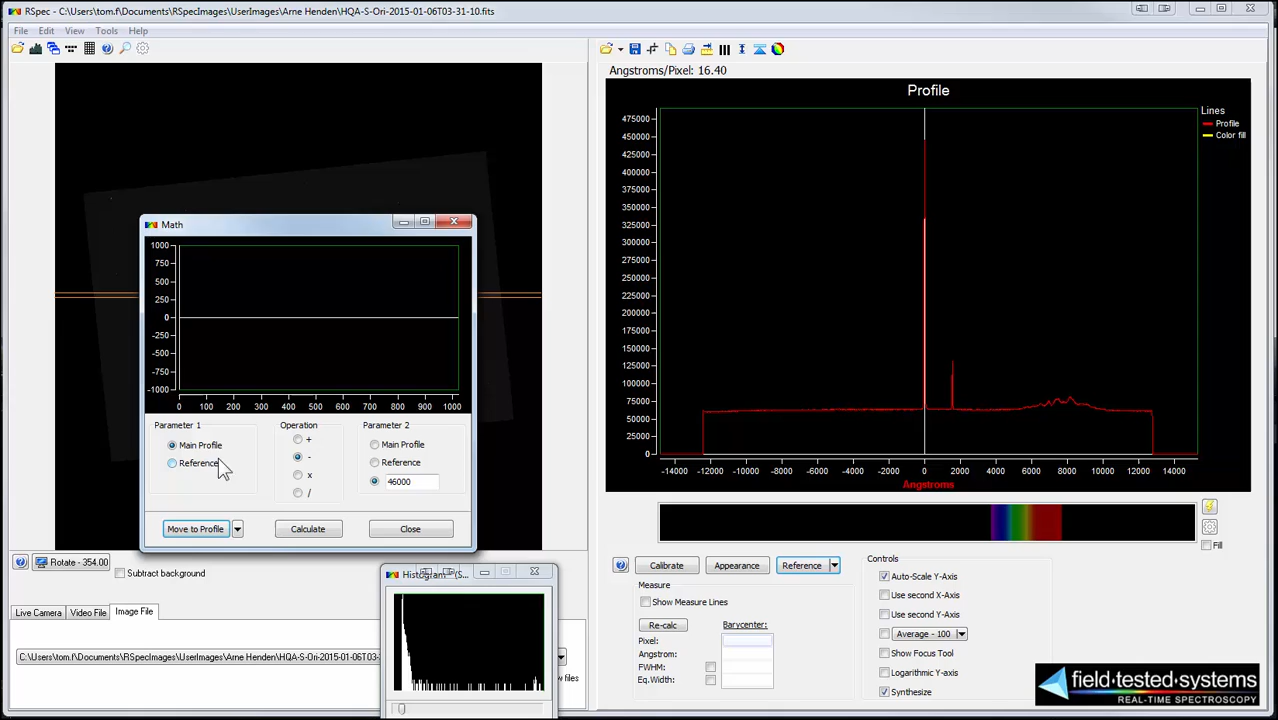 RSpec - C:\Users\tom.f\Documents\RSpecImages\UserImages\Arne Henden\HQA-S-Ori-2015-01-06T03-31-10.fits
File Edit View Tools Help
Angstroms/Pixel: 16.40
Profile
Lines
Profile
Color fill
475000
450000
425000
400000
375000
350000
325000
300000
275000
250000
225000
200000
175000
150000
125000
100000
75000
50000
25000
0
-14000 -12000 -10000 -8000 -6000 -4000 -2000 0 2000 4000 6000 8000 10000 12000 14000
Angstroms
Math
1000
750
500
250
0
-250
-500
-750
-1000
0 100 200 300 400 500 600 700 800 900 1000
Parameter 1 Operation Parameter 2
Main Profile + Main Profile
Reference - Reference
x 46000
/
Move to Profile Calculate Close
Rotate - 354.00
Subtract background
Histogram (S...
Live Camera Video File Image File
C:\Users\tom.f\Documents\RSpecImages\UserImages\Arne Henden\HQA-S-Ori-2015-01-06T03-3
w files
Fill
Calibrate Appearance Reference
Controls
Auto-Scale Y-Axis
Use second X-Axis
Use second Y-Axis
Average - 100
Show Focus Tool
Logarithmic Y-axis
Synthesize
Measure
Show Measure Lines
Re-calc Barycenter:
Pixel:
Angstrom:
FWHM:
Eq.Width:
field·tested·systems
REAL-TIME SPECTROSCOPY